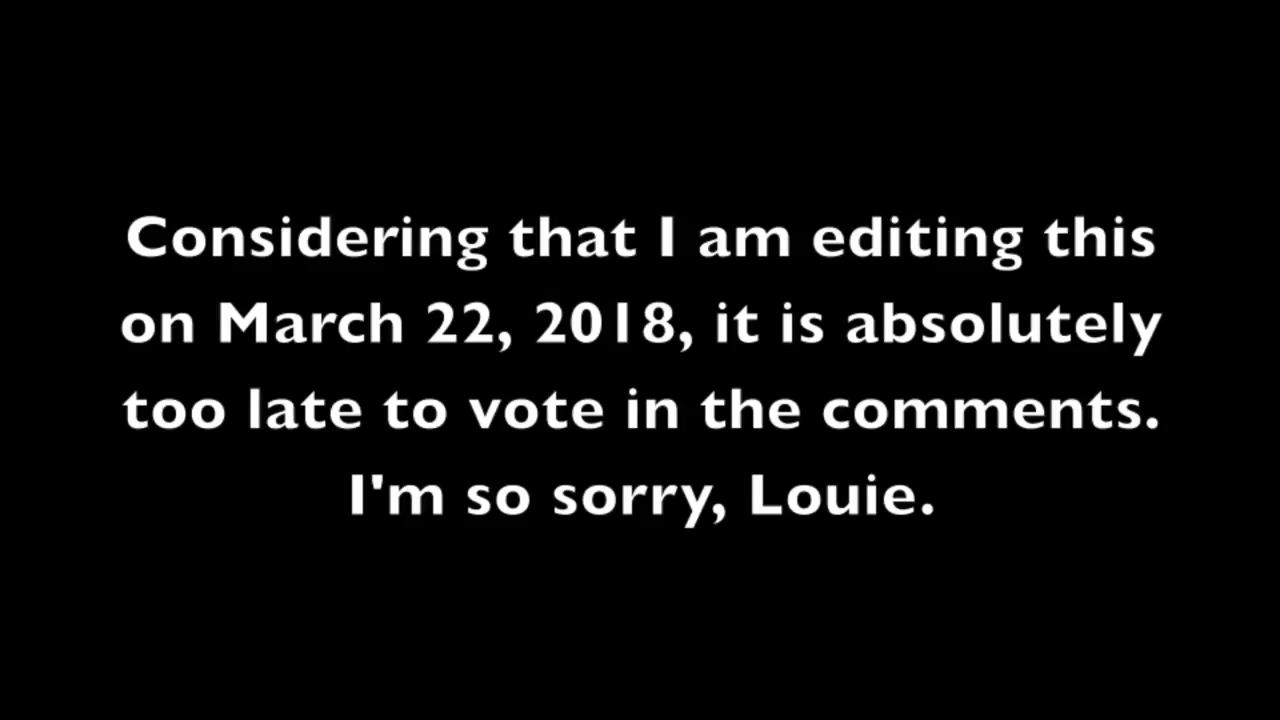 Considering that I am editing this
on March 22, 2018, it is absolutely
too late to vote in the comments.
I'm so sorry, Louie.